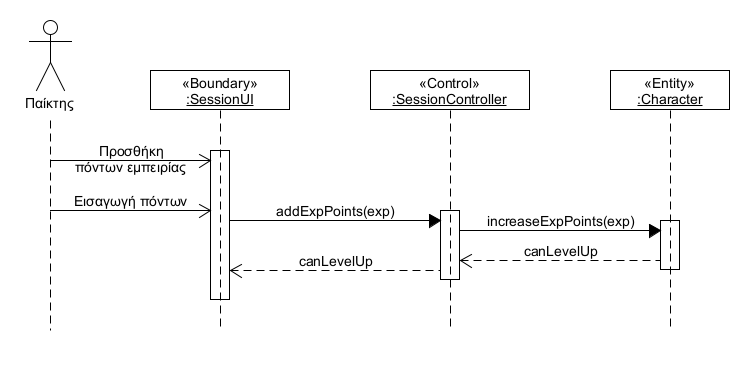 Παίκτης
«Boundary»
:SessionUI
«Control»
:SessionController
«Entity»
:Character
Προσθήκη
πόντων εμπειρίας
Εισαγωγή πόντων
addExpPoints(exp)
increaseExpPoints(exp)
canLevelUp
canLevelUp